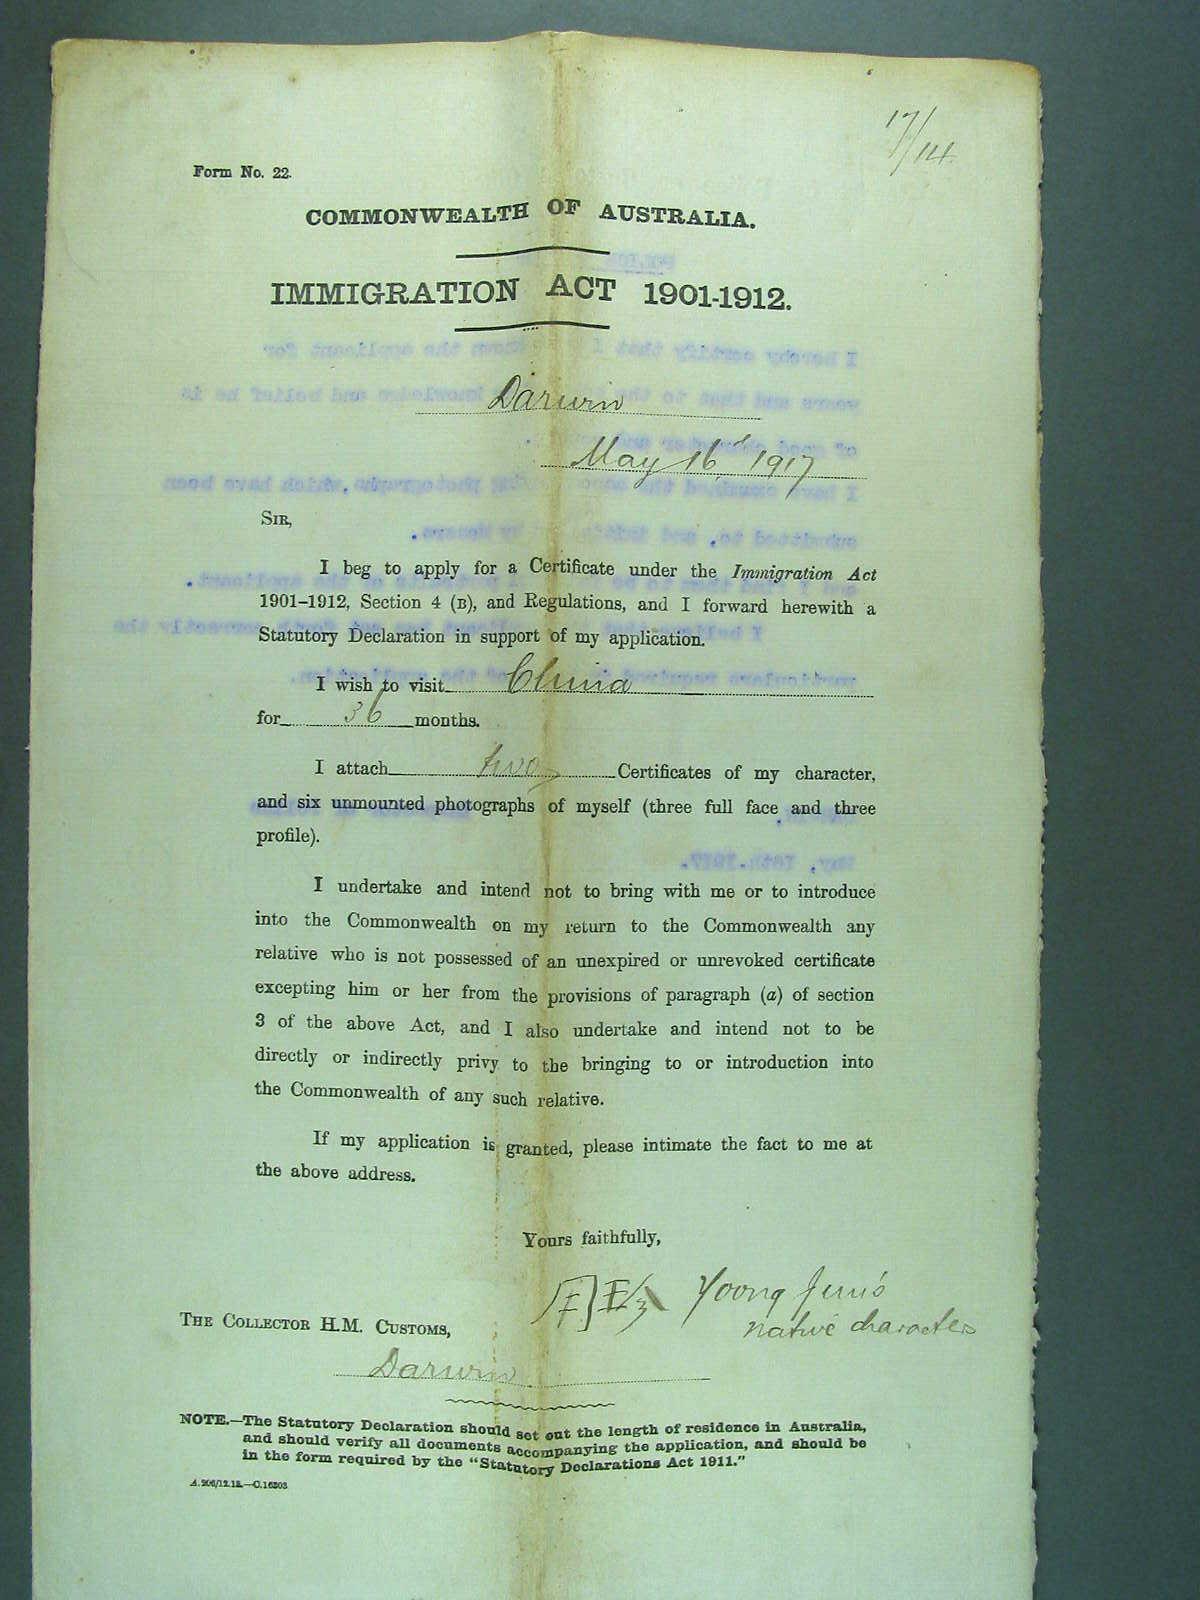 17/14
Form No. 22.
COMMONWEALTH OF AUSTRALIA.
IMMIGRATION ACT 1901-1912.
Darwin
May 16th 1917
SIR,
I beg to apply for a Certificate under the Immigration Act
1901–1912, Section 4 (B), and Regulations, and I forward herewith a
Statutory Declaration in support of my application.
I wish to visit China
for 36 months.
I attach two Certificates of my character,
and six unmounted photographs of myself (three full face and three
profile).
I undertake and intend not to bring with me or to introduce
into the Commonwealth on my return to the Commonwealth any
relative who is not possessed of an unexpired or unrevoked certificate
excepting him or her from the provisions of paragraph (a) of section
3 of the above Act, and I also undertake and intend not to be
directly or indirectly privy to the bringing to or introduction into
the Commonwealth of any such relative.
If my application is granted, please intimate the fact to me at
the above address.
Yours faithfully,
Yoong
native characters
THE COLLECTOR H.M. CUSTOMS,
Darwin
NOTE.—The Statutory Declaration should set out the length of residence in Australia,
and should verify all documents accompanying the application, and should be
in the form required by the "Statutory Declarations Act 1911."